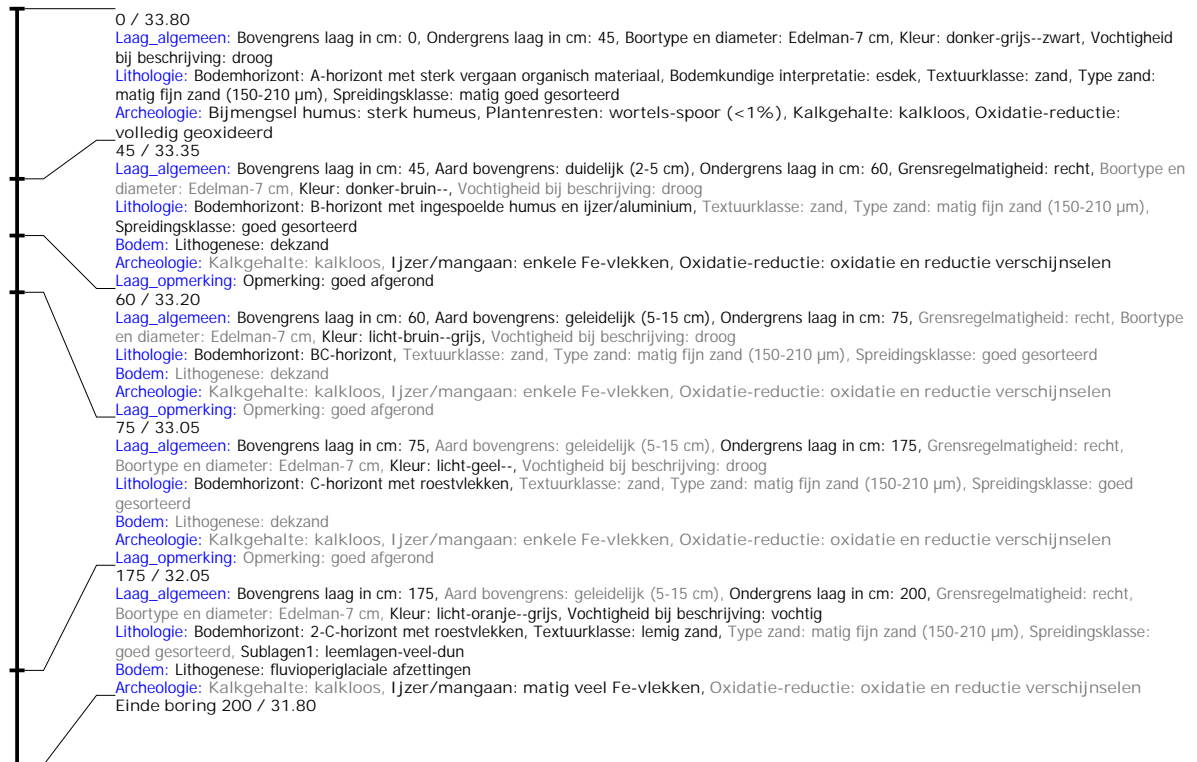 0 / 33.80
Laag_algemeen: Bovengrens laag in cm: 0, Ondergrens laag in cm: 45, Boortype en diameter: Edelman-7 cm, Kleur: donker-grijs--zwart, Vochtigheid
bij beschrijving: droog
Lithologie: Bodemhorizont: A-horizont met sterk vergaan organisch materiaal, Bodemkundige interpretatie: esdek, Textuurklasse: zand, Type zand:
matig fijn zand (150-210 µm), Spreidingsklasse: matig goed gesorteerd
Archeologie: Bijmengsel humus: sterk humeus, Plantenresten: wortels-spoor (<1%), Kalkgehalte: kalkloos, Oxidatie-reductie:
volledig geoxideerd
45 / 33.35
Laag_algemeen: Bovengrens laag in cm: 45, Aard bovengrens: duidelijk (2-5 cm), Ondergrens laag in cm: 60, Grensregelmatigheid: recht, Boortype en
diameter: Edelman-7 cm, Kleur: donker-bruin--, Vochtigheid bij beschrijving: droog
Lithologie: Bodemhorizont: B-horizont met ingespoelde humus en ijzer/aluminium, Textuurklasse: zand, Type zand: matig fijn zand (150-210 µm),
Spreidingsklasse: goed gesorteerd
Bodem: Lithogenese: dekzand
Archeologie: Kalkgehalte: kalkloos, Ijzer/mangaan: enkele Fe-vlekken, Oxidatie-reductie: oxidatie en reductie verschijnselen
Laag_opmerking: Opmerking: goed afgerond
60 / 33.20
Laag_algemeen: Bovengrens laag in cm: 60, Aard bovengrens: geleidelijk (5-15 cm), Ondergrens laag in cm: 75, Grensregelmatigheid: recht, Boortype
en diameter: Edelman-7 cm, Kleur: licht-bruin--grijs, Vochtigheid bij beschrijving: droog
Lithologie: Bodemhorizont: BC-horizont, Textuurklasse: zand, Type zand: matig fijn zand (150-210 µm), Spreidingsklasse: goed gesorteerd
Bodem: Lithogenese: dekzand
Archeologie: Kalkgehalte: kalkloos, Ijzer/mangaan: enkele Fe-vlekken, Oxidatie-reductie: oxidatie en reductie verschijnselen
Laag_opmerking: Opmerking: goed afgerond
75 / 33.05
Laag_algemeen: Bovengrens laag in cm: 75, Aard bovengrens: geleidelijk (5-15 cm), Ondergrens laag in cm: 175, Grensregelmatigheid: recht,
Boortype en diameter: Edelman-7 cm, Kleur: licht-geel--, Vochtigheid bij beschrijving: droog
Lithologie: Bodemhorizont: C-horizont met roestvlekken, Textuurklasse: zand, Type zand: matig fijn zand (150-210 µm), Spreidingsklasse: goed
gesorteerd
Bodem: Lithogenese: dekzand
Archeologie: Kalkgehalte: kalkloos, Ijzer/mangaan: enkele Fe-vlekken, Oxidatie-reductie: oxidatie en reductie verschijnselen
Laag_opmerking: Opmerking: goed afgerond
175 / 32.05
Laag_algemeen: Bovengrens laag in cm: 175, Aard bovengrens: geleidelijk (5-15 cm), Ondergrens laag in cm: 200, Grensregelmatigheid: recht,
Boortype en diameter: Edelman-7 cm, Kleur: licht-oranje--grijs, Vochtigheid bij beschrijving: vochtig
Lithologie: Bodemhorizont: 2-C-horizont met roestvlekken, Textuurklasse: lemig zand, Type zand: matig fijn zand (150-210 µm), Spreidingsklasse:
goed gesorteerd, Sublagen1: leemlagen-veel-dun
Bodem: Lithogenese: fluvioperiglaciale afzettingen
Archeologie: Kalkgehalte: kalkloos, Ijzer/mangaan: matig veel Fe-vlekken, Oxidatie-reductie: oxidatie en reductie verschijnselen
Einde boring 200 / 31.80